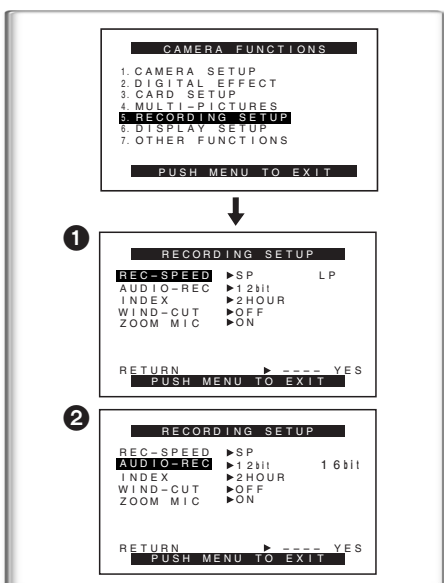 CAMERA FUNCTIONS
1. CAMERA SETUP
2. DIGITAL EFFECT
3. CARD SETUP
4. MULTI-PICTURES
5. RECORDING SETUP
6. DISPLAY SETUP
7. OTHER FUNCTIONS
PUSH MENU TO EXIT
1
RECORDING SETUP
REC-SPEED ▶SP LP
AUDIO-REC ▶12bit
INDEX ▶2HOUR
WIND-CUT ▶OFF
ZOOM MIC ▶ON
RETURN ▶ ---- YES
PUSH MENU TO EXIT
2
RECORDING SETUP
REC-SPEED ▶SP
AUDIO-REC ▶12bit 16bit
INDEX ▶2HOUR
WIND-CUT ▶OFF
ZOOM MIC ▶ON
RETURN ▶ ---- YES
PUSH MENU TO EXIT